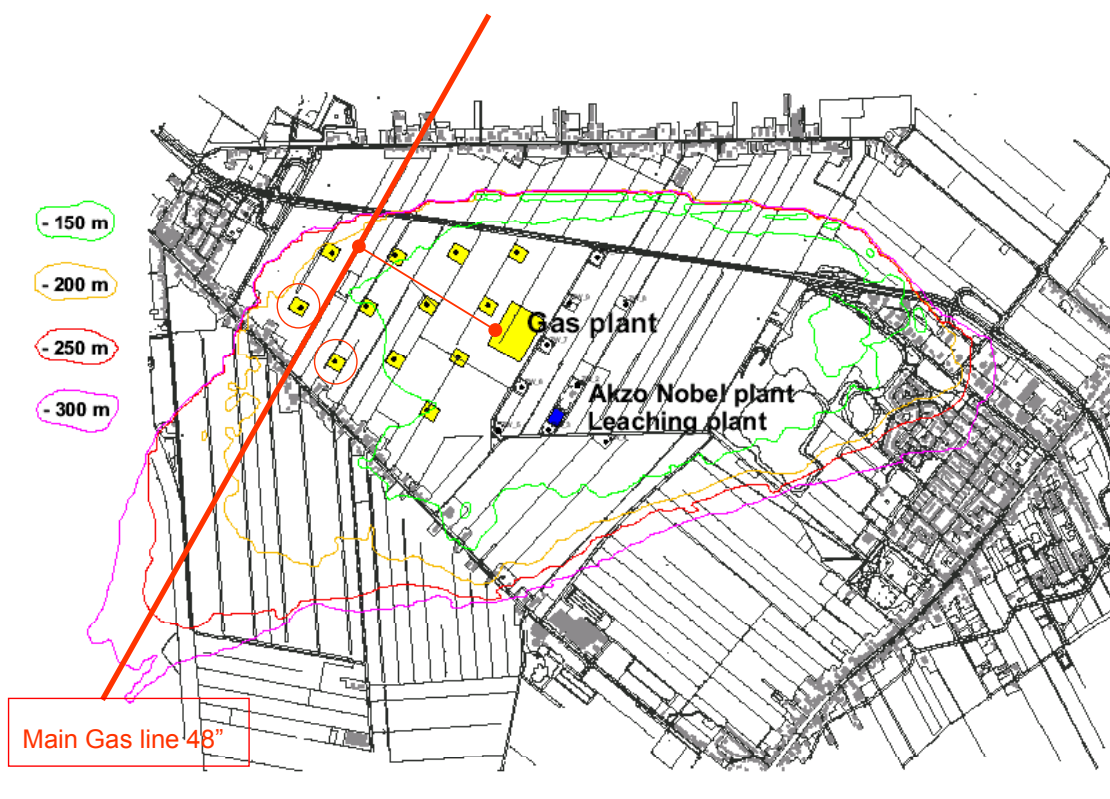 - 150 m
- 200 m
- 250 m
- 300 m
Gas plant
Akzo Nobel plant
Leaching plant
Main Gas line 48”